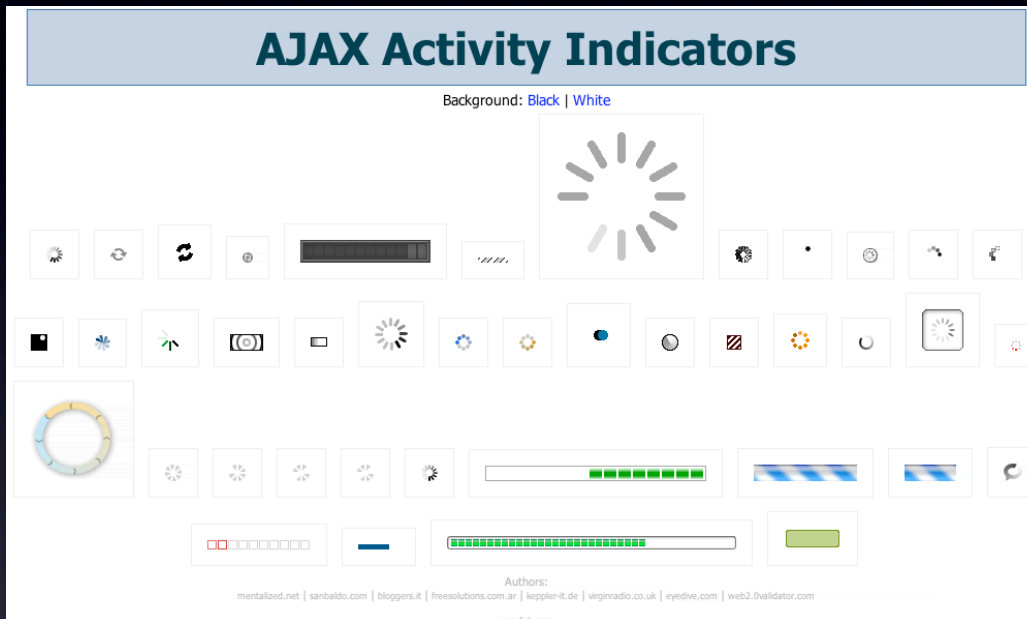 AJAX Activity Indicators
Background: Black | White
Authors:
mentalized.net | sanbaldo.com | bloggers.it | freesolutions.com.ar | keppler-it.de | virginradio.co.uk | eyedive.com | web2.0validator.com